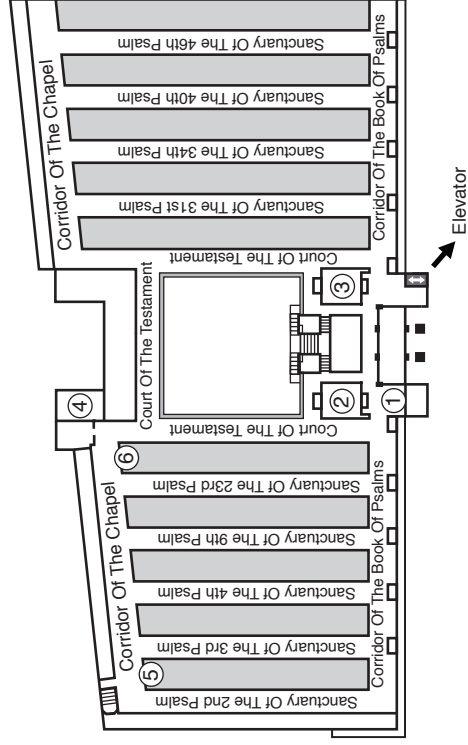 Corridor Of The Chapel
Sanctuary Of The 46th Psalm
Sanctuary Of The 40th Psalm
Sanctuary Of The 34th Psalm
Sanctuary Of The 31st Psalm
Corridor Of The Book Of Psalms
Court Of The Testament
Court Of The Testament
Court Of The Testament
Elevator
3
2
1
4
6
5
Sanctuary Of The 23rd Psalm
Sanctuary Of The 9th Psalm
Sanctuary Of The 4th Psalm
Sanctuary Of The 3rd Psalm
Sanctuary Of The 2nd Psalm
Corridor Of The Chapel
Corridor Of The Book Of Psalms